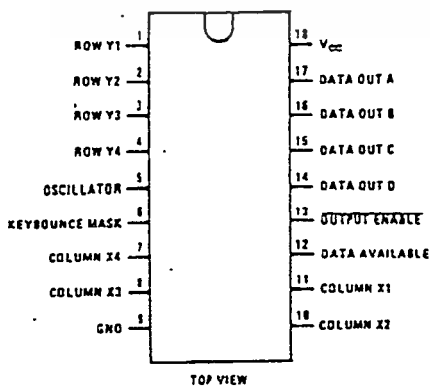 ROW Y1 1 18 VCC
ROW Y2 2 17 DATA OUT A
ROW Y3 3 16 DATA OUT B
ROW Y4 4 15 DATA OUT C
OSCILLATOR 5 14 DATA OUT D
KEYBOUNCE MASK 6 13 OUTPUT ENABLE
COLUMN X4 7 12 DATA AVAILABLE
COLUMN X3 8 11 COLUMN X1
GND 9 10 COLUMN X2
TOP VIEW